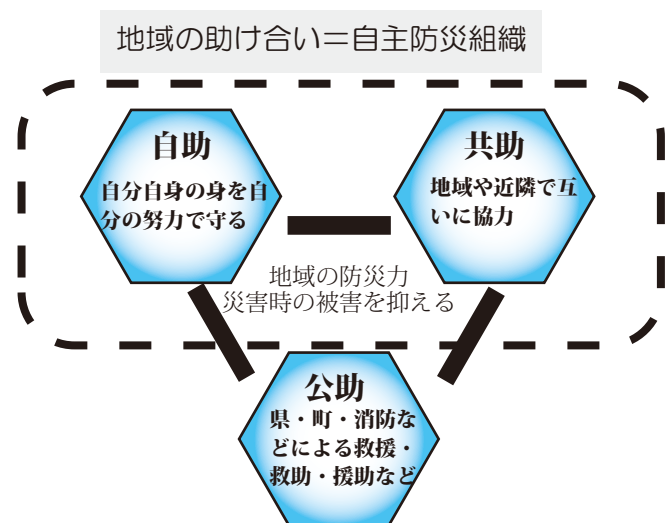 地域の助け合い＝自主防災組織
自助
自分自身の身を自
分の努力で守る
共助
地域や近隣で互
いに協力
地域の防災力
災害時の被害を抑える
公助
県・町・消防な
どによる救援・
救助・援助など